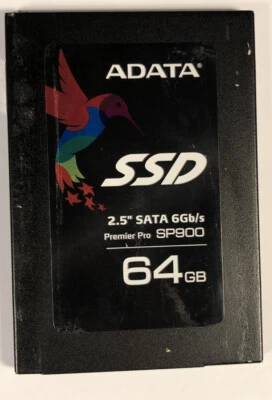 ADATA
SSD
2.5" SATA 6Gb/s
Premier Pro SP900
64GB